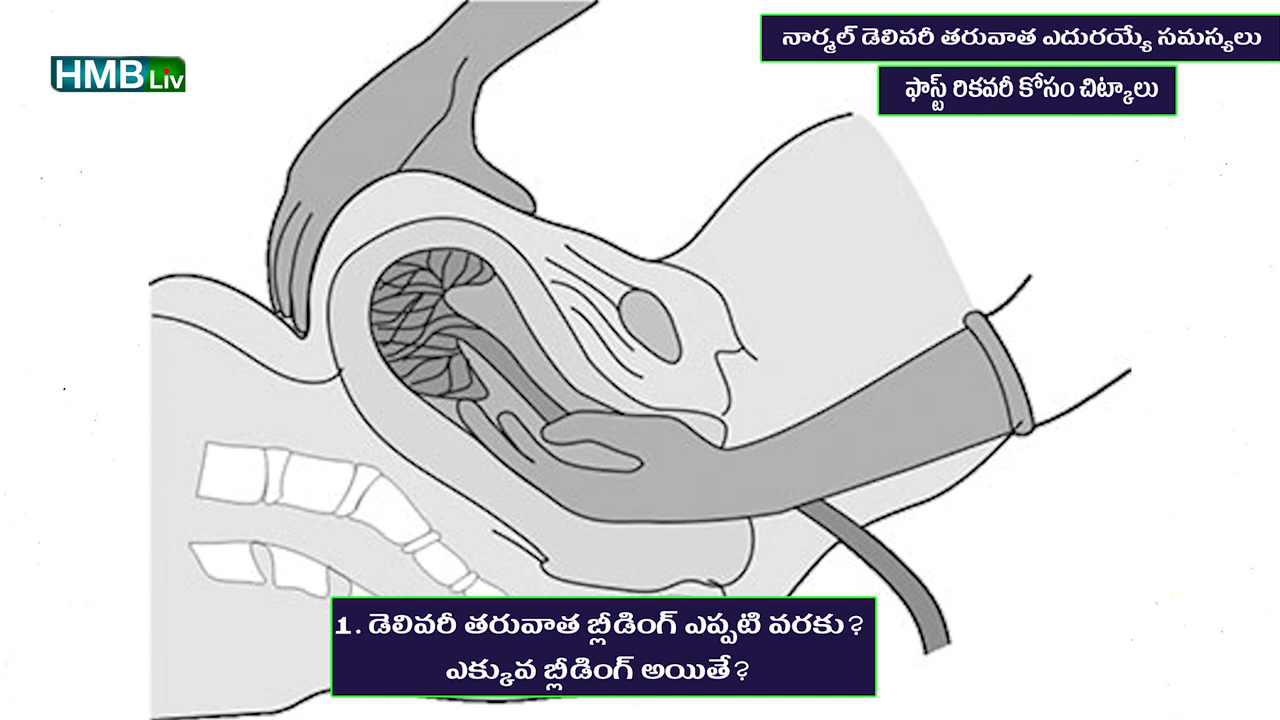 HMB Liv
నార్మల్ డెలివరీ తరువాత ఎదురయ్యే సమస్యలు
ఫాస్ట్ రికవరీ కోసం చిట్కాలు
1. డెలివరీ తరువాత బ్లీడింగ్ ఎప్పటి వరకు?
ఎక్కువ బ్లీడింగ్ అయితే?